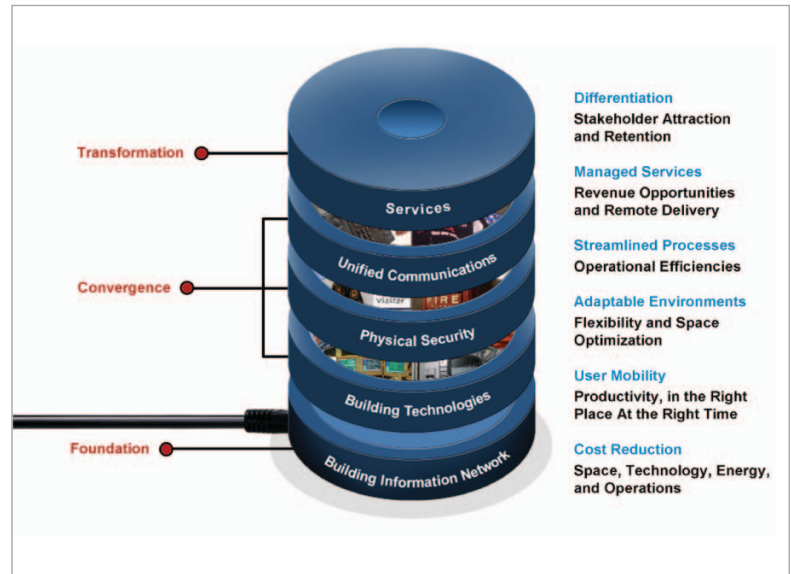 Transformation
Convergence
Foundation
Services
Unified Communications
visitor
FIRE
Physical Security
Building Technologies
Building Information Network
Differentiation
Stakeholder Attraction
and Retention
Managed Services
Revenue Opportunities
and Remote Delivery
Streamlined Processes
Operational Efficiencies
Adaptable Environments
Flexibility and Space
Optimization
User Mobility
Productivity, in the Right
Place At the Right Time
Cost Reduction
Space, Technology, Energy,
and Operations